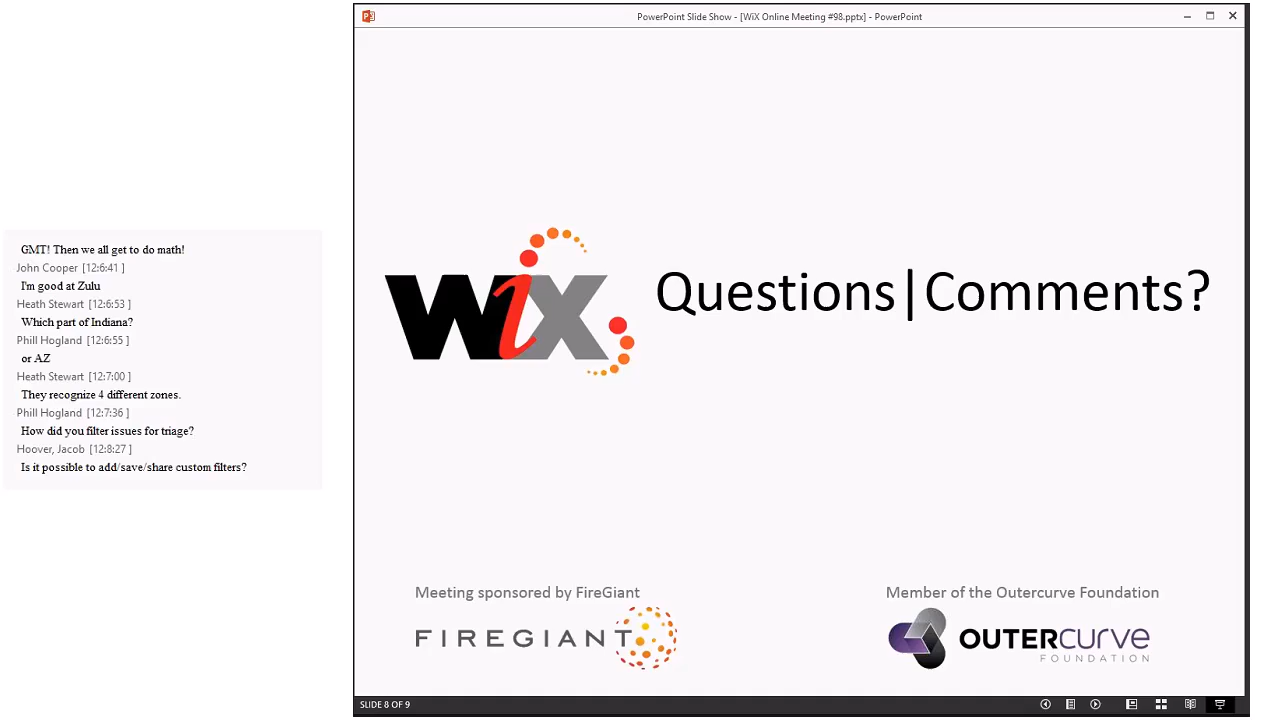 PowerPoint Slide Show - [WiX Online Meeting #98.pptx] - PowerPoint
GMT! Then we all get to do math!
John Cooper [12:6:41 ]
I'm good at Zulu
Heath Stewart [12:6:53 ]
Which part of Indiana?
Phill Hogland [12:6:55 ]
or AZ
Heath Stewart [12:7:00 ]
They recognize 4 different zones.
Phill Hogland [12:7:36 ]
How did you filter issues for triage?
Hoover, Jacob [12:8:27 ]
Is it possible to add/save/share custom filters?
WiX
Questions|Comments?
Meeting sponsored by FireGiant
FIREGIANT
Member of the Outercurve Foundation
OUTERCURVE
FOUNDATION
SLIDE 8 OF 9